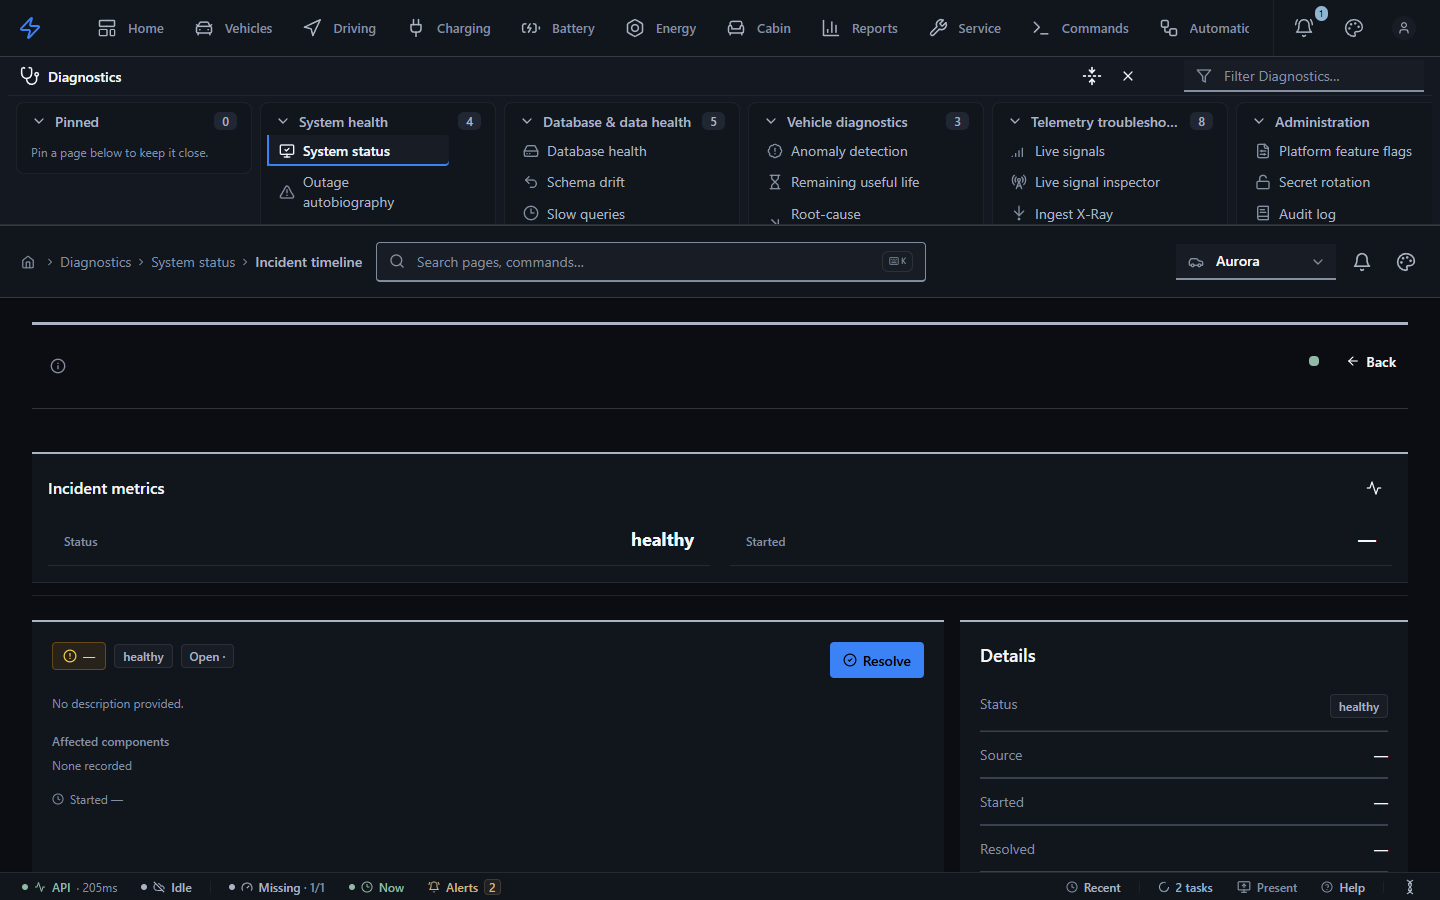 Home Vehicles Driving Charging Battery Energy Cabin Reports Service Commands Automatic 1
Diagnostics Filter Diagnostics...
Pinned 0
Pin a page below to keep it close.
System health 4
System status
Outage
autobiography
Database & data health 5
Database health
Schema drift
Slow queries
Vehicle diagnostics 3
Anomaly detection
Remaining useful life
Root-cause
Telemetry troublesho... 8
Live signals
Live signal inspector
Ingest X-Ray
Administration
Platform feature flags
Secret rotation
Audit log
Diagnostics System status Incident timeline Search pages, commands... K Aurora
Back
Incident metrics
Status healthy Started —
— healthy Open · Resolve
No description provided.
Affected components
None recorded
Started —
Details
Status healthy
Source —
Started —
Resolved —
API · 205ms Idle Missing · 1/1 Now Alerts 2 Recent 2 tasks Present Help